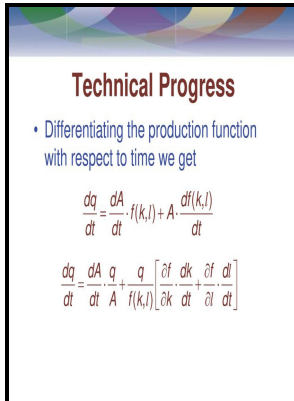 Technical Progress
• Differentiating the production function
with respect to time we get
dq/dt = dA/dt · f(k,l) + A · df(k,l)/dt
dq/dt = dA/dt · q/A + q/f(k,l) [∂f/∂k · dk/dt + ∂f/∂l · dl/dt]